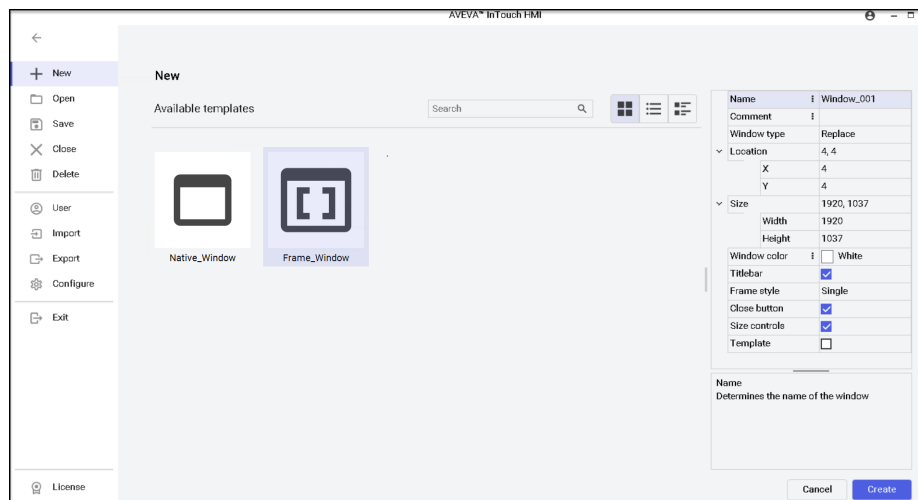 AVEVA™ InTouch HMI
New
Open
Save
Close
Delete
User
Import
Export
Configure
Exit
License
New
Available templates
Search
Native_Window
Frame_Window
Name Window_001
Comment
Window type Replace
Location 4, 4
X 4
Y 4
Size 1920, 1037
Width 1920
Height 1037
Window color White
Titlebar
Frame style Single
Close button
Size controls
Template
Name
Determines the name of the window
Cancel Create